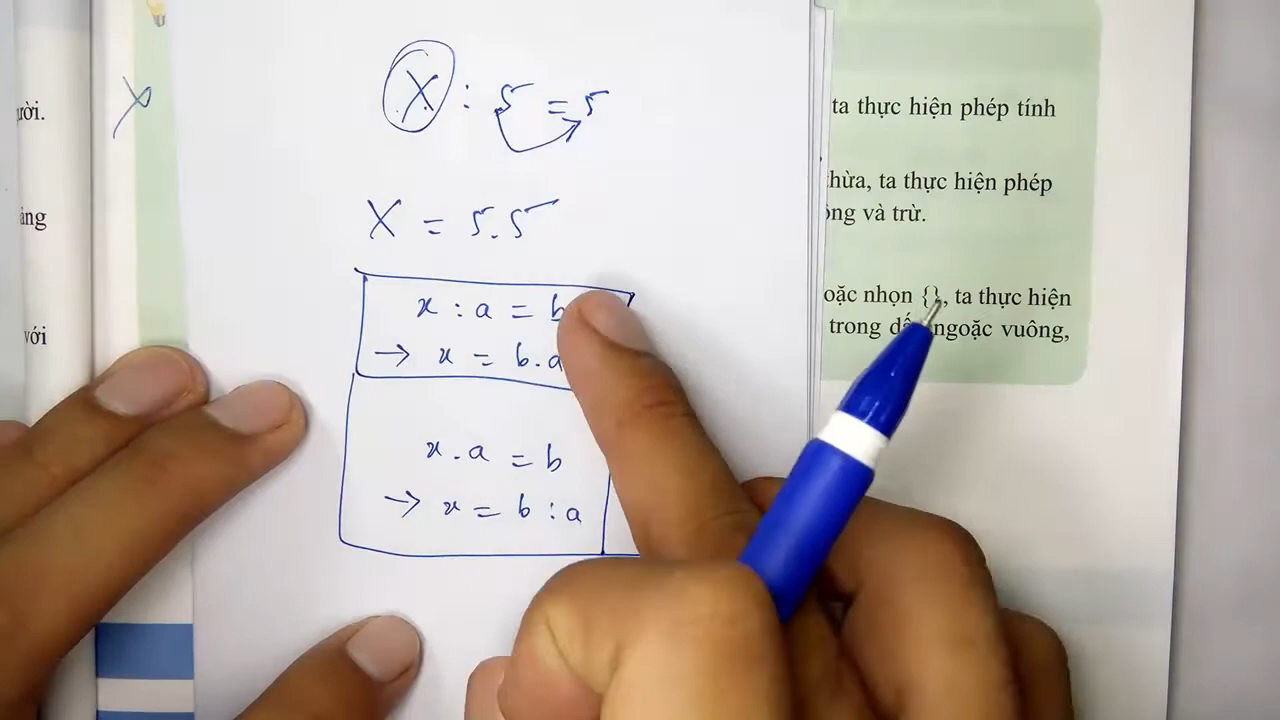 X : 5 = 5
X = 5.5
x : a = b
→ x = b.a
x.a = b
→ x = b : a
X
ười.
ảng
với
ta thực hiện phép tính
hừa, ta thực hiện phép
ộng và trừ.
oặc nhọn {}, ta thực hiện
trong dấu ngoặc vuông,